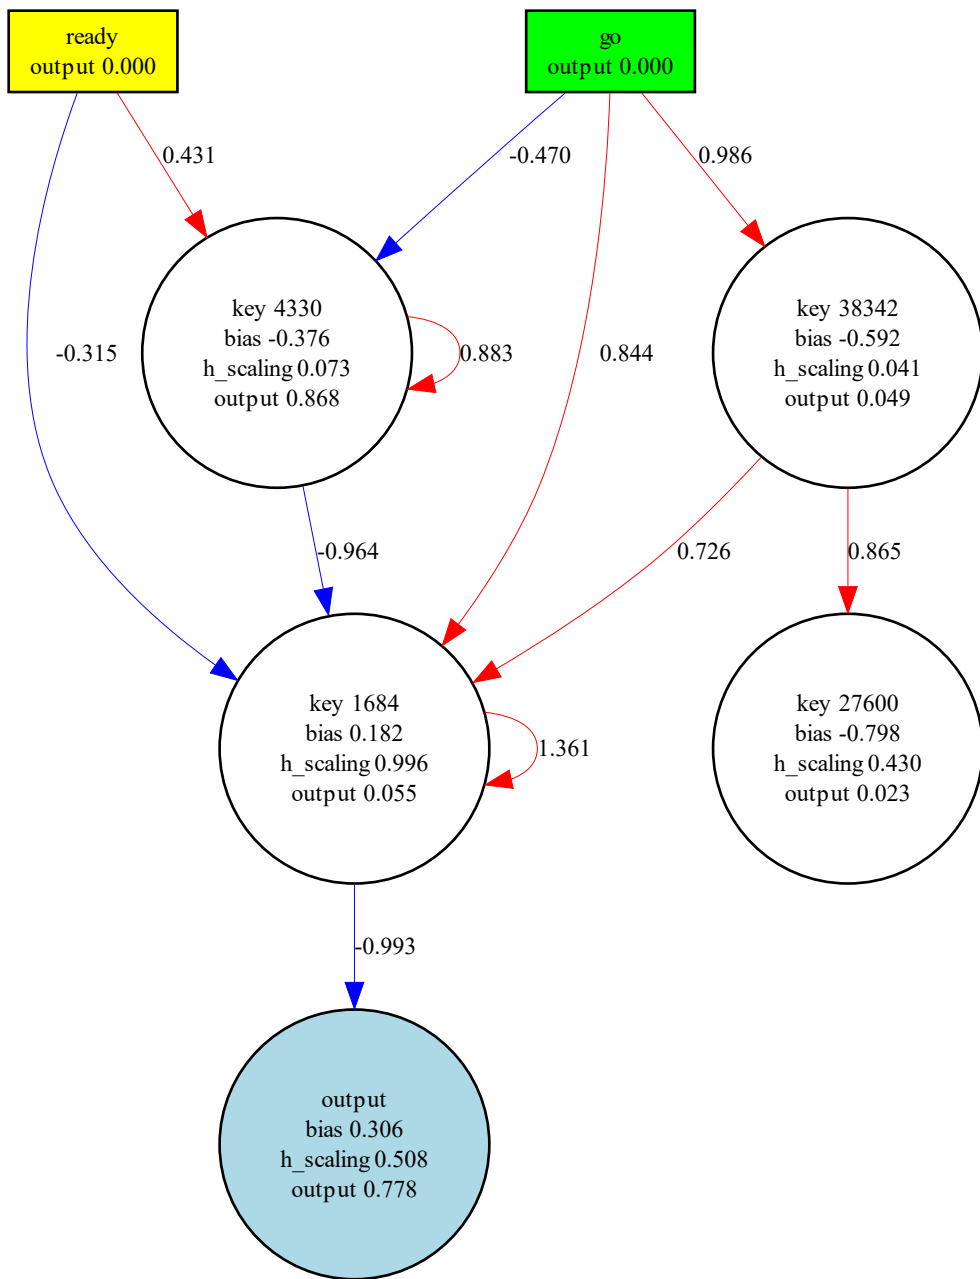 ready
output 0.000
go
output 0.000
0.431
-0.470
0.986
key 4330
bias -0.376
h_scaling 0.073
output 0.868
key 38342
bias -0.592
h_scaling 0.041
output 0.049
-0.315
0.883
0.844
-0.964
0.726
0.865
key 1684
bias 0.182
h_scaling 0.996
output 0.055
1.361
key 27600
bias -0.798
h_scaling 0.430
output 0.023
-0.993
output
bias 0.306
h_scaling 0.508
output 0.778